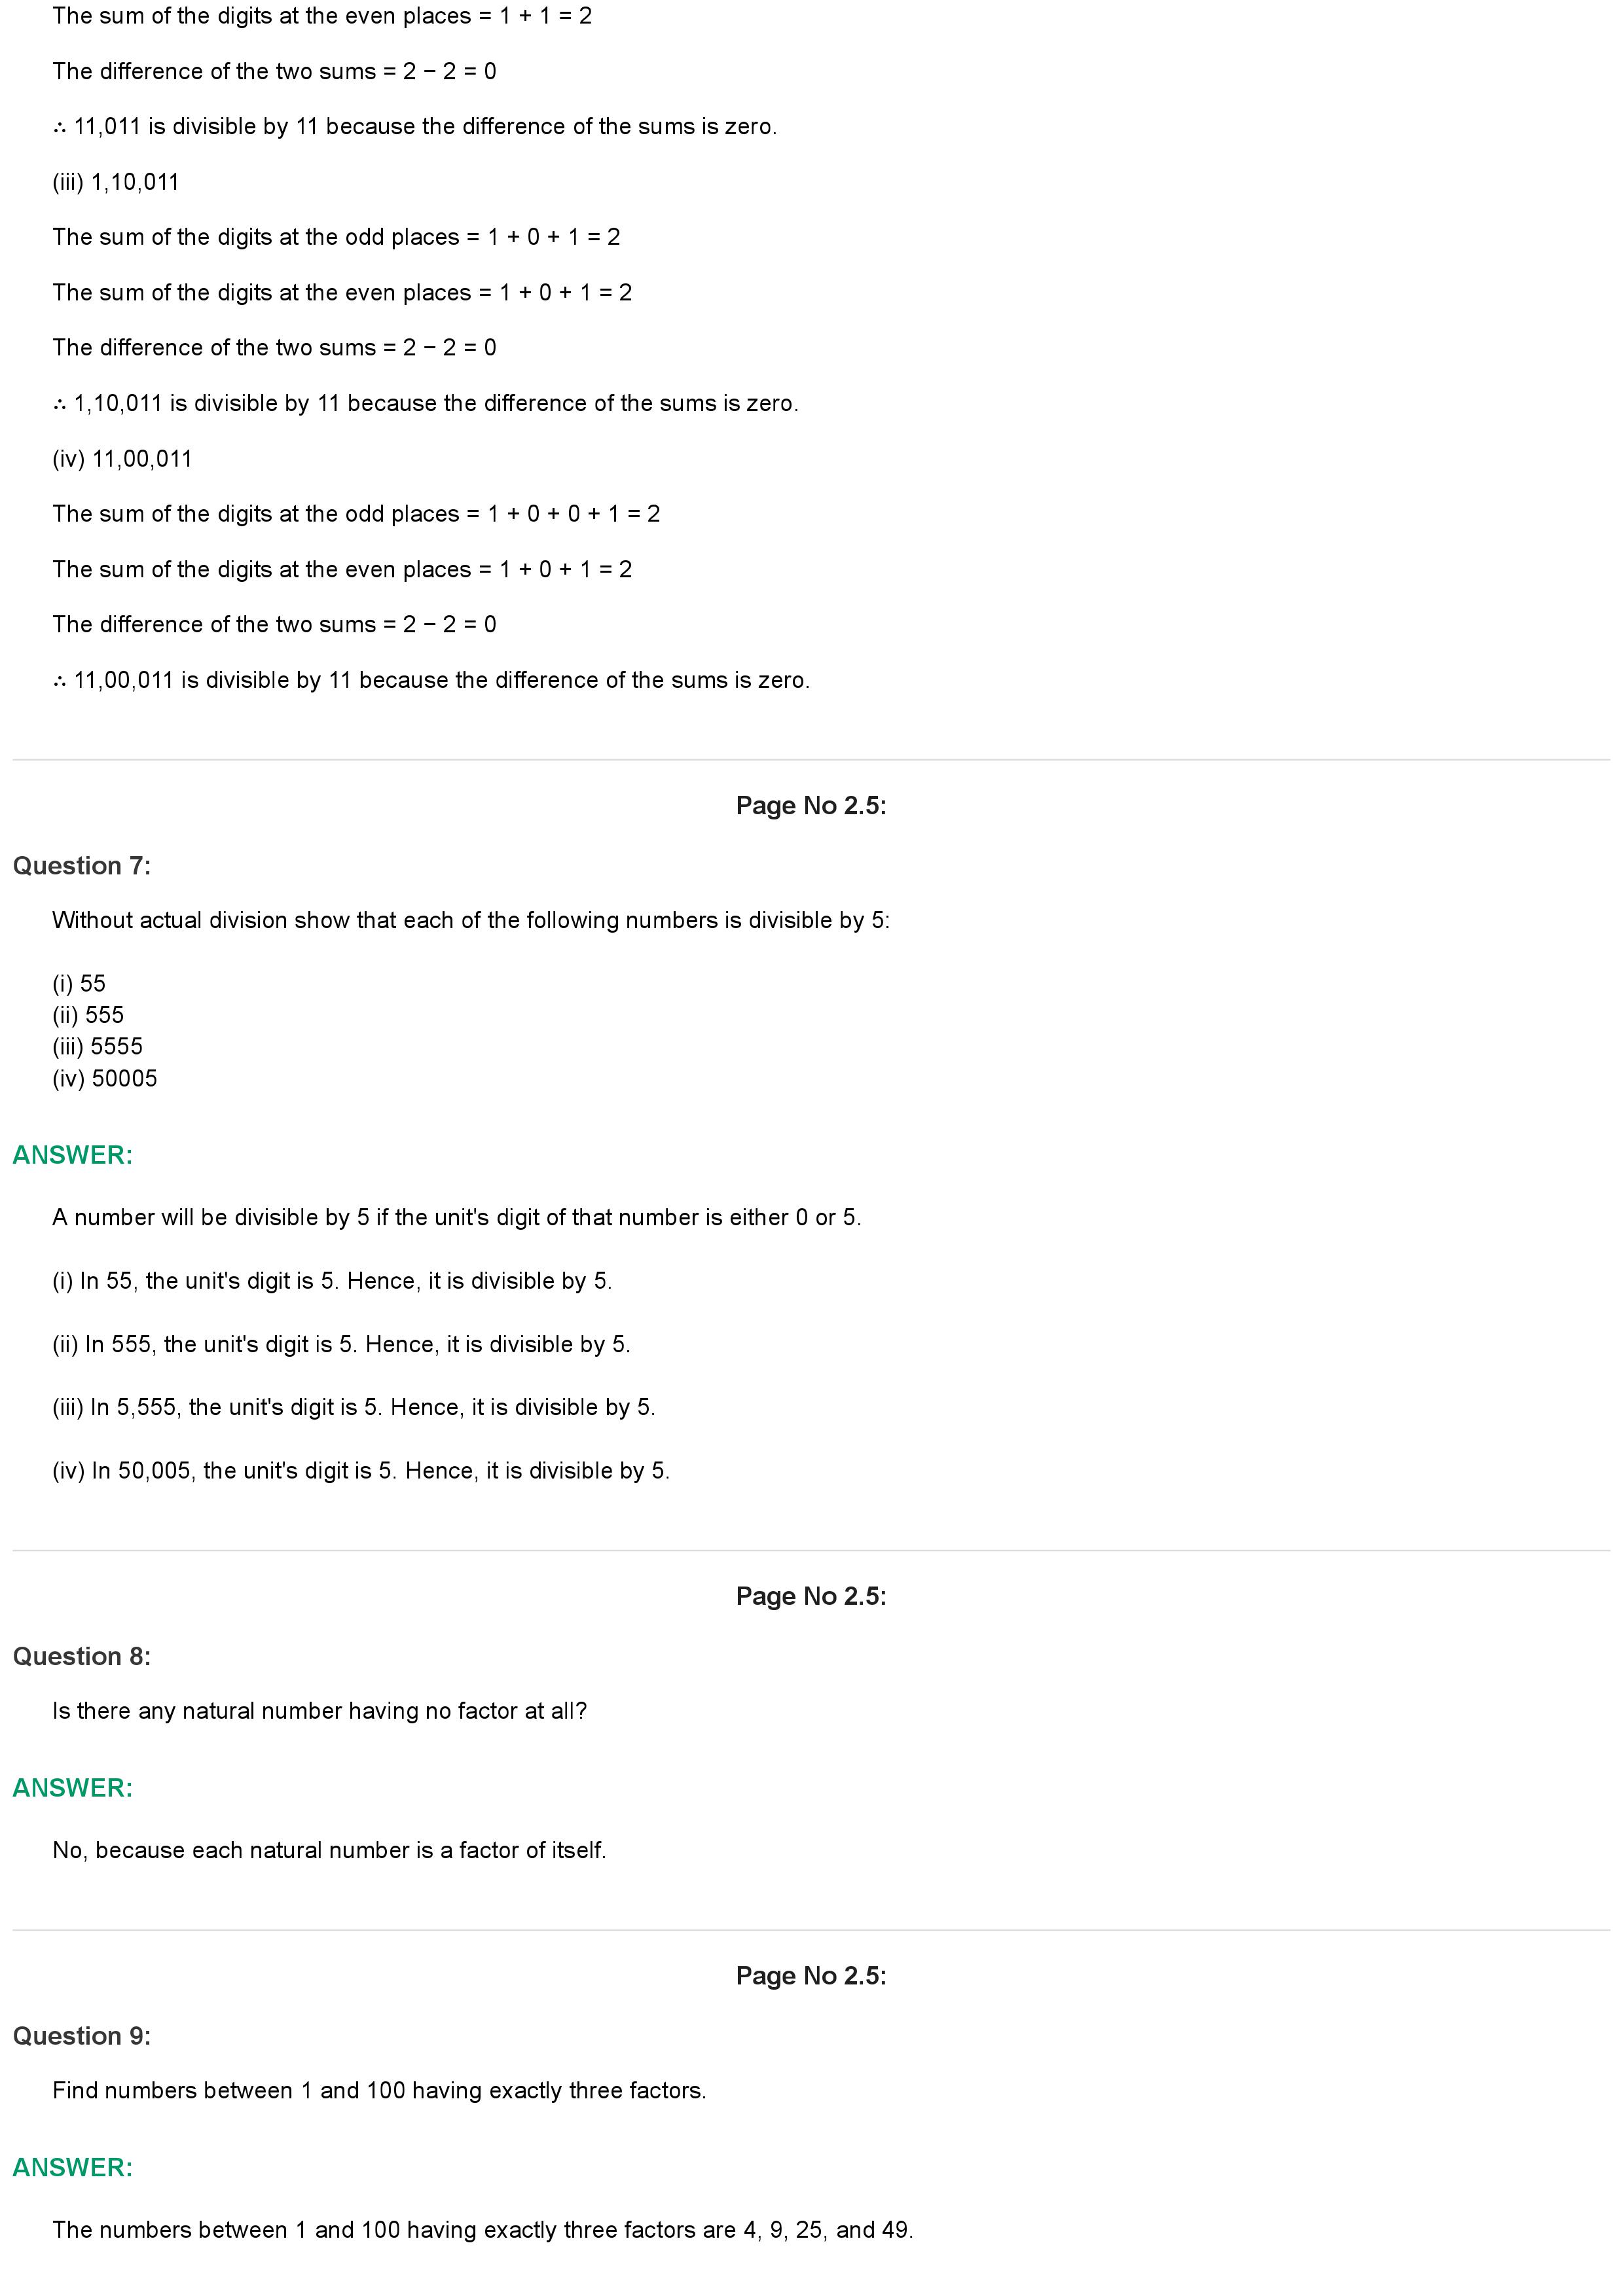 The sum of the digits at the even places = 1 + 1 = 2
The difference of the two sums = 2 − 2 = 0
∴ 11,011 is divisible by 11 because the difference of the sums is zero.
(iii) 1,10,011
The sum of the digits at the odd places = 1 + 0 + 1 = 2
The sum of the digits at the even places = 1 + 0 + 1 = 2
The difference of the two sums = 2 − 2 = 0
∴ 1,10,011 is divisible by 11 because the difference of the sums is zero.
(iv) 11,00,011
The sum of the digits at the odd places = 1 + 0 + 0 + 1 = 2
The sum of the digits at the even places = 1 + 0 + 1 = 2
The difference of the two sums = 2 − 2 = 0
∴ 11,00,011 is divisible by 11 because the difference of the sums is zero.
Page No 2.5:
Question 7:
Without actual division show that each of the following numbers is divisible by 5:
(i) 55
(ii) 555
(iii) 5555
(iv) 50005
ANSWER:
A number will be divisible by 5 if the unit's digit of that number is either 0 or 5.
(i) In 55, the unit's digit is 5. Hence, it is divisible by 5.
(ii) In 555, the unit's digit is 5. Hence, it is divisible by 5.
(iii) In 5,555, the unit's digit is 5. Hence, it is divisible by 5.
(iv) In 50,005, the unit's digit is 5. Hence, it is divisible by 5.
Page No 2.5:
Question 8:
Is there any natural number having no factor at all?
ANSWER:
No, because each natural number is a factor of itself.
Page No 2.5:
Question 9:
Find numbers between 1 and 100 having exactly three factors.
ANSWER:
The numbers between 1 and 100 having exactly three factors are 4, 9, 25, and 49.